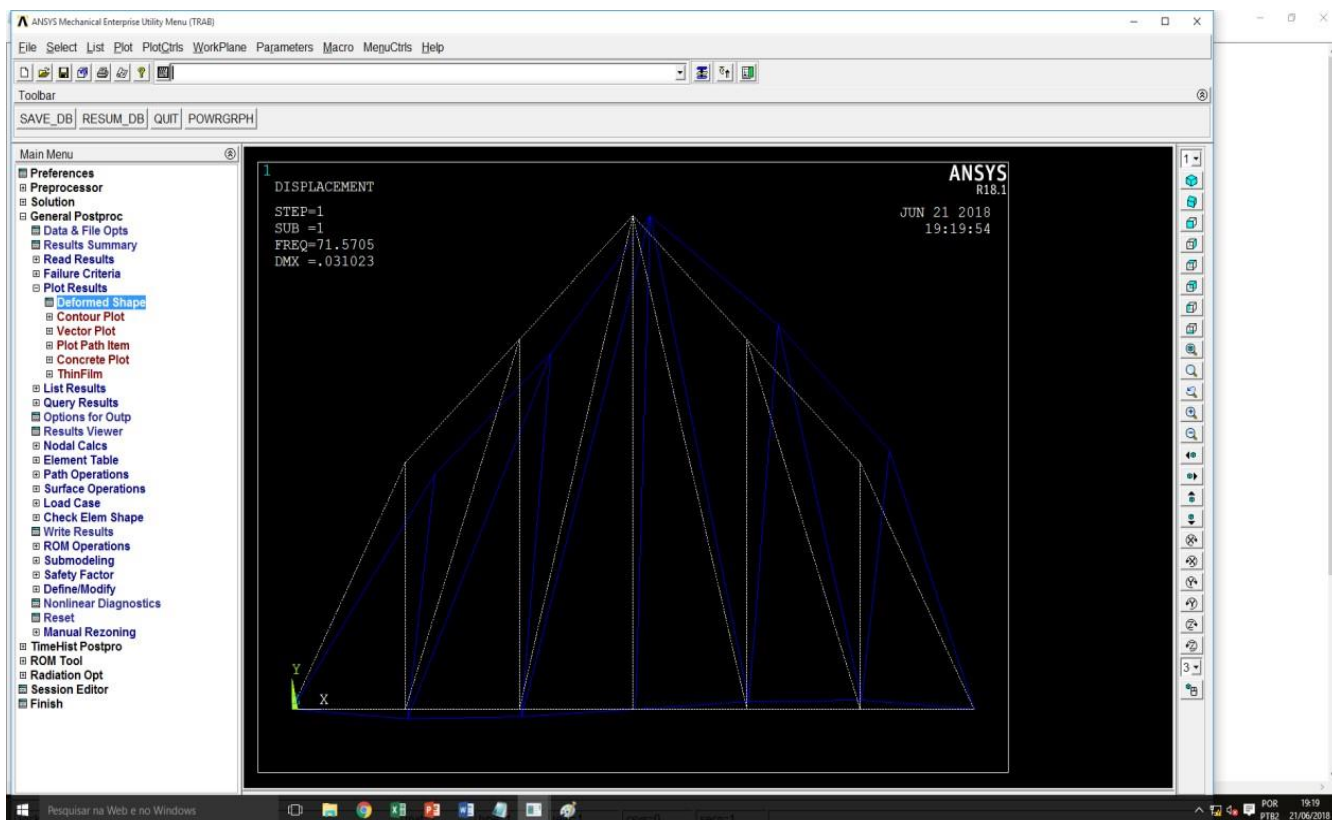 ANSYS Mechanical Enterprise Utility Menu (TRAB)
File Select List Plot PlotCtrls WorkPlane Parameters Macro MenuCtrls Help
Toolbar
SAVE_DB RESUM_DB QUIT POWRGRPH
Main Menu
Preferences
Preprocessor
Solution
General Postproc
Data & File Opts
Results Summary
Read Results
Failure Criteria
Plot Results
Deformed Shape
Contour Plot
Vector Plot
Plot Path Item
Concrete Plot
ThinFilm
List Results
Query Results
Options for Outp
Results Viewer
Nodal Calcs
Element Table
Path Operations
Surface Operations
Load Case
Check Elem Shape
Write Results
ROM Operations
Submodeling
Safety Factor
Define/Modify
Nonlinear Diagnostics
Reset
Manual Rezoning
TimeHist Postpro
ROM Tool
Radiation Opt
Session Editor
Finish
1
DISPLACEMENT
STEP=1
SUB =1
FREQ=71.5705
DMX =.031023
ANSYS
R18.1
JUN 21 2018
19:19:54
Y
X
1
3
Pesquisar na Web e no Windows
POR
PTB2
19:19
21/06/2018